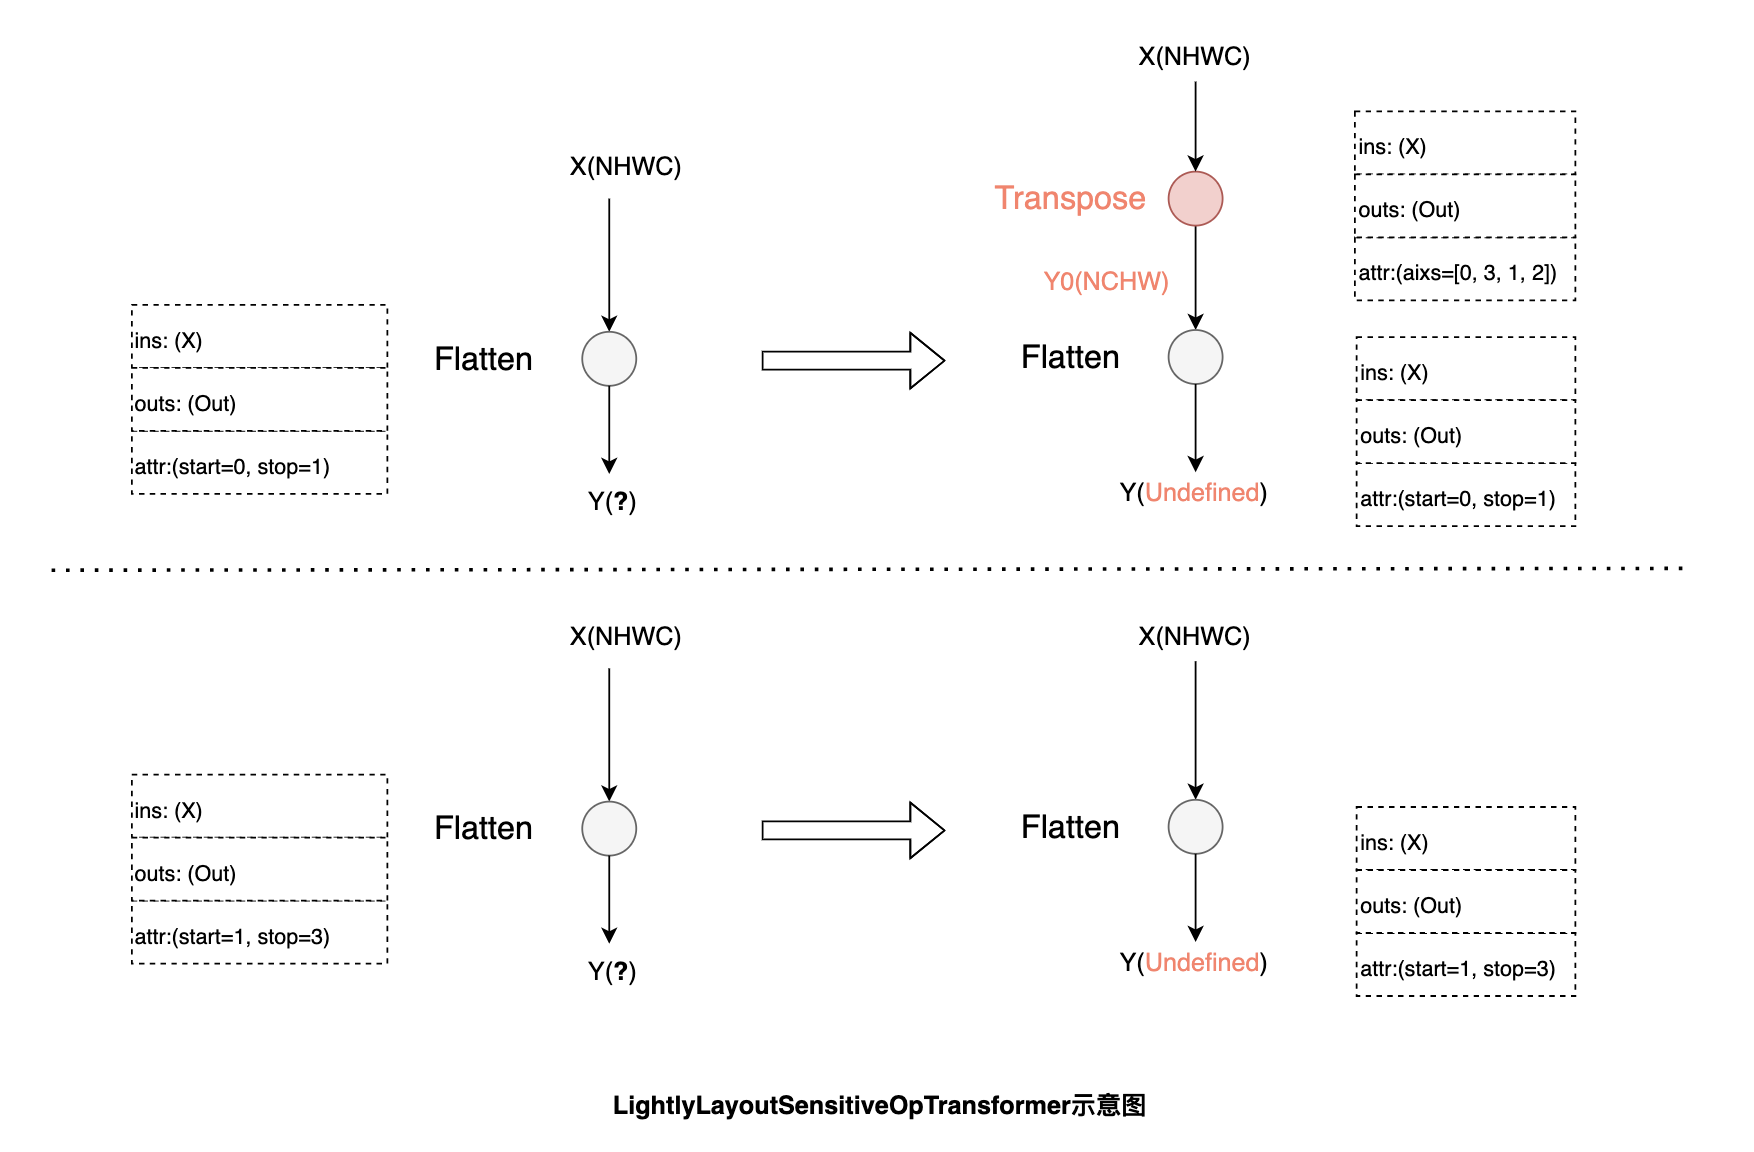 X(NHWC)
ins: (X)
outs: (Out)
attr:(start=0, stop=1)
Flatten
Y(?)
X(NHWC)
Transpose
Y0(NCHW)
Flatten
Y(Undefined)
ins: (X)
outs: (Out)
attr:(aixs=[0, 3, 1, 2])
ins: (X)
outs: (Out)
attr:(start=0, stop=1)
X(NHWC)
ins: (X)
outs: (Out)
attr:(start=1, stop=3)
Flatten
Y(?)
X(NHWC)
Flatten
Y(Undefined)
ins: (X)
outs: (Out)
attr:(start=1, stop=3)
LightlyLayoutSensitiveOpTransformer示意图